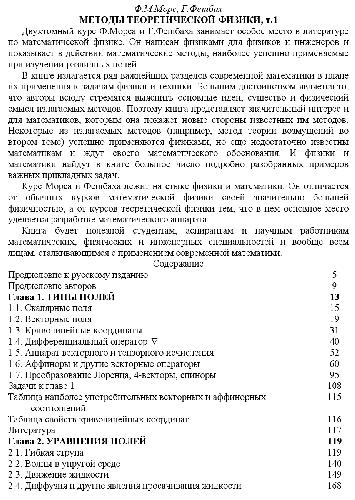 Ф.М.Морс, Г.Фешбах
МЕТОДЫ ТЕОРЕТИЧЕСКОЙ ФИЗИКИ, т.1
Двухтомный курс Ф.Морса и Г.Фешбаха занимает особое место в литературе
по математической физике. Он написан физиками для физиков и инженеров и
показывает в действии математические методы, наиболее успешно применяемые
при изучении различных полей.
В книге излагается ряд важнейших разделов современной математики в плане
их применения к задачам физики и техники. Большим достоинством является то,
что авторы всюду стремятся выяснить основные идеи, существо и физический
смысл излагаемых методов. Поэтому книга представляет значительный интерес и
для математиков, которым она покажет новые стороны известных им методов.
Некоторые из излагаемых методов (например, метод теории возмущений во
втором томе) успешно применяются физиками, но еще недостаточно известны
математикам и ждут своего математического обоснования. И физики и
математики найдут в книге большое число подробно разобранных примеров
важных прикладных задач.
Курс Морса и Фешбаха лежит на стыке физики и математики. Он отличается
от обычных курсов математической физики своей значительно большей
физичностью, а от курсов теоретической физики тем, что в нем основное место
уделяется разработке математического аппарата.
Книга будет полезной студентам, аспирантам и научным работникам
математических, физических и инженерных специальностей и вообще всем
лицам, сталкивающимся с применением современной математики.
Содержание
Предисловие к русскому изданию 5
Предисловие авторов 9
Глава 1. ТИПЫ ПОЛЕЙ 13
1.1. Скалярные поля 15
1.2. Векторные поля 19
1.3. Криволинейные координаты 31
1.4. Дифференциальный оператор ∇ 40
1.5. Аппарат векторного и тензорного исчисления 52
1.6. Аффиноры и другие векторные операторы 60
1.7. Преобразование Лоренца, 4-векторы, спиноры 95
Задачи к главе 1 108
Таблица наиболее употребительных векторных и аффинорных 115
соотношений
Таблица свойств криволинейных координат 116
Литература 117
Глава 2. УРАВНЕНИЯ ПОЛЕЙ 119
2.1. Гибкая струна 119
2.2. Волны в упругой среде 140
2.3. Движение жидкости 149
2.4. Диффузия и другие явления просачивания жидкости 168